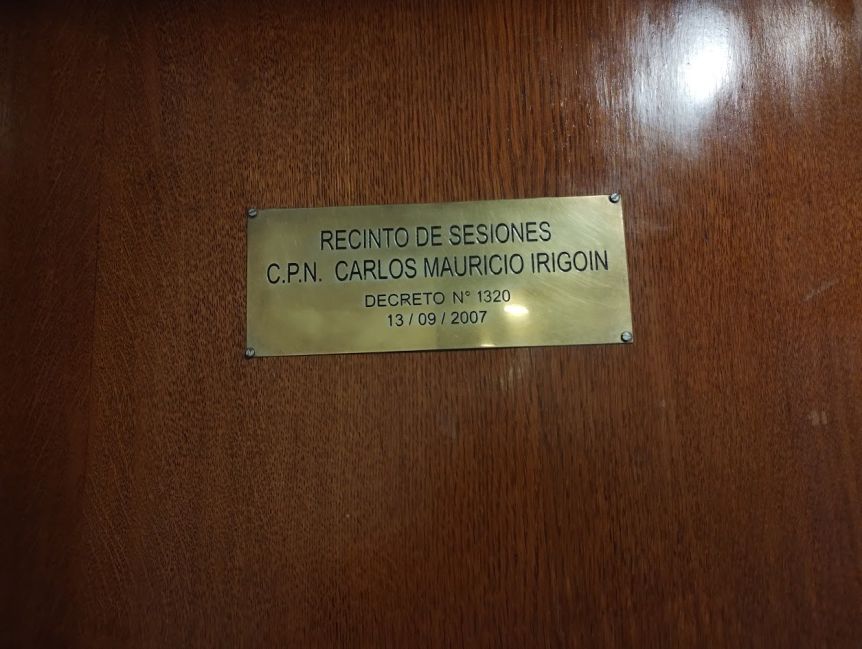 RECINTO DE SESIONES
C.P.N. CARLOS MAURICIO IRIGOIN
DECRETO N° 1320
13 / 09 / 2007